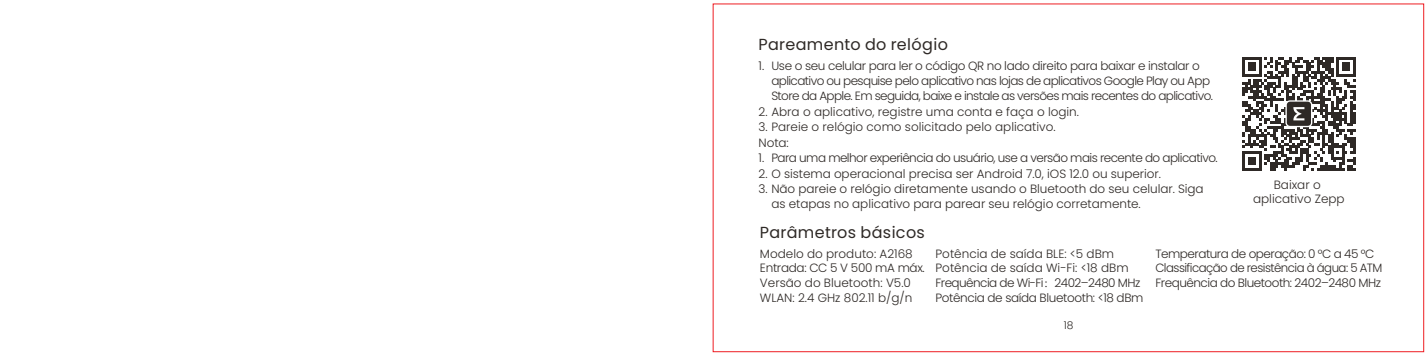 Pareamento do relógio
1. Use o seu celular para ler o código QR no lado direito para baixar e instalar o
aplicativo ou pesquise pelo aplicativo nas lojas de aplicativos Google Play ou App
Store da Apple. Em seguida, baixe e instale as versões mais recentes do aplicativo.
2. Abra o aplicativo, registre uma conta e faça o login.
3. Pareie o relógio como solicitado pelo aplicativo.
Nota:
1. Para uma melhor experiência do usuário, use a versão mais recente do aplicativo.
2. O sistema operacional precisa ser Android 7.0, iOS 12.0 ou superior.
3. Não pareie o relógio diretamente usando o Bluetooth do seu celular. Siga
as etapas no aplicativo para parear seu relógio corretamente.
Baixar o
aplicativo Zepp
Parâmetros básicos
Modelo do produto: A2168
Entrada: CC 5 V 500 mA máx.
Versão do Bluetooth: V5.0
WLAN: 2.4 GHz 802.11 b/g/n
Potência de saída BLE: <5 dBm
Potência de saída Wi-Fi: <18 dBm
Frequência de Wi-Fi: 2402–2480 MHz
Potência de saída Bluetooth: <18 dBm
Temperatura de operação: 0 °C a 45 °C
Classificação de resistência à água: 5 ATM
Frequência do Bluetooth: 2402–2480 MHz
18